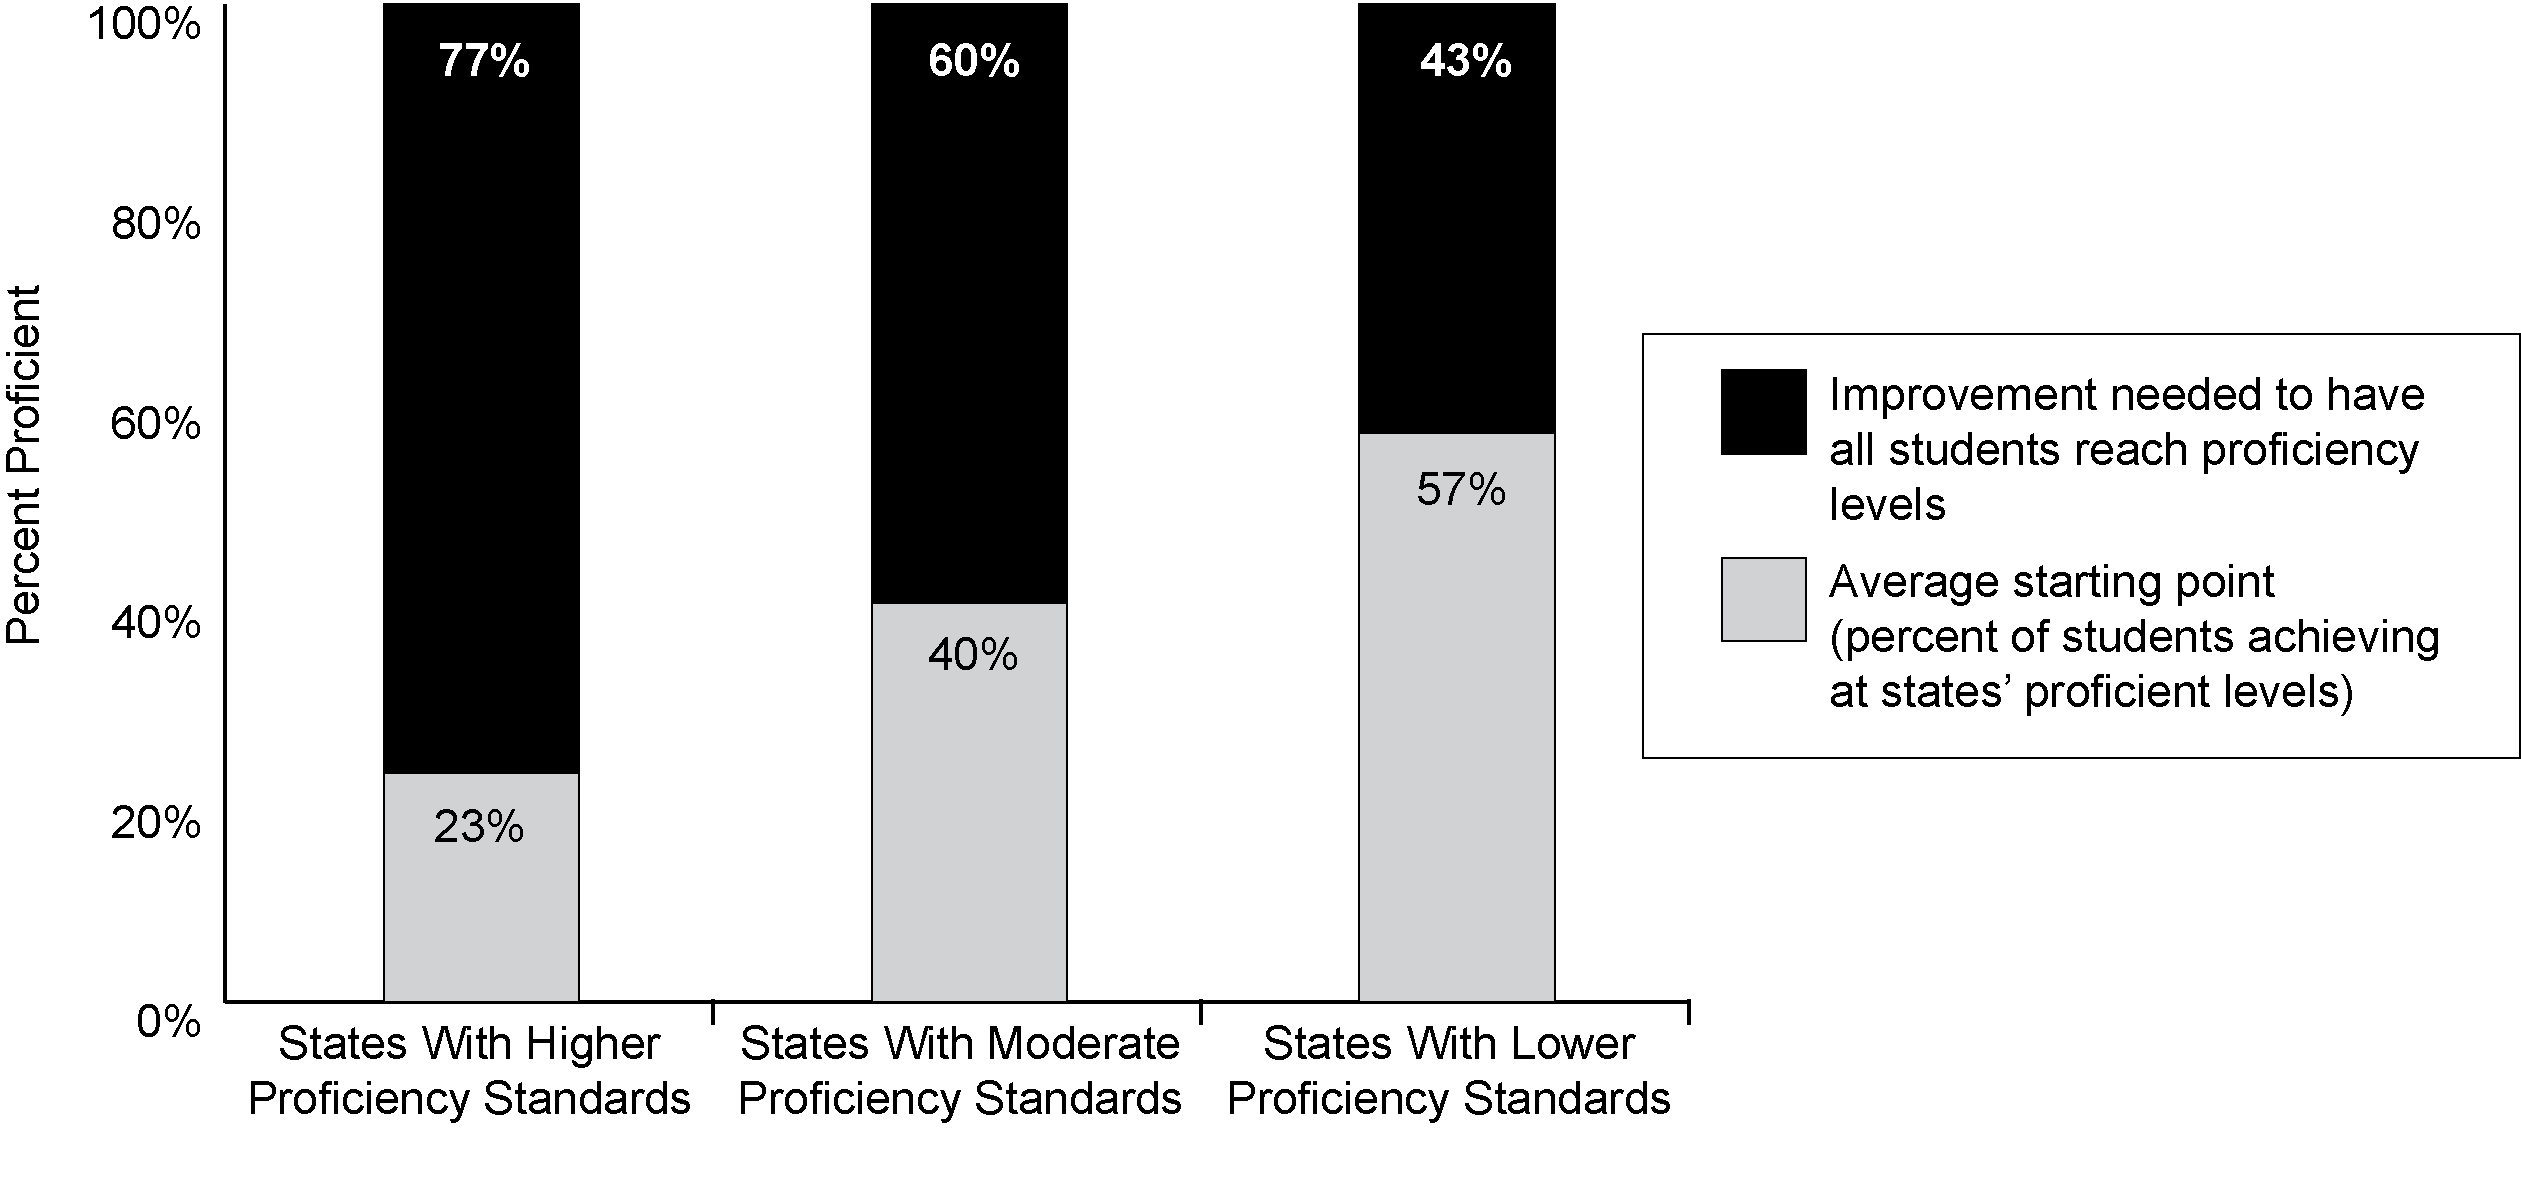 Percent Proficient
100%
80%
60%
40%
20%
0%
77%
60%
43%
23%
40%
57%
States With Higher
Proficiency Standards
States With Moderate
Proficiency Standards
States With Lower
Proficiency Standards
Improvement needed to have
all students reach proficiency
levels
Average starting point
(percent of students achieving
at states’ proficient levels)